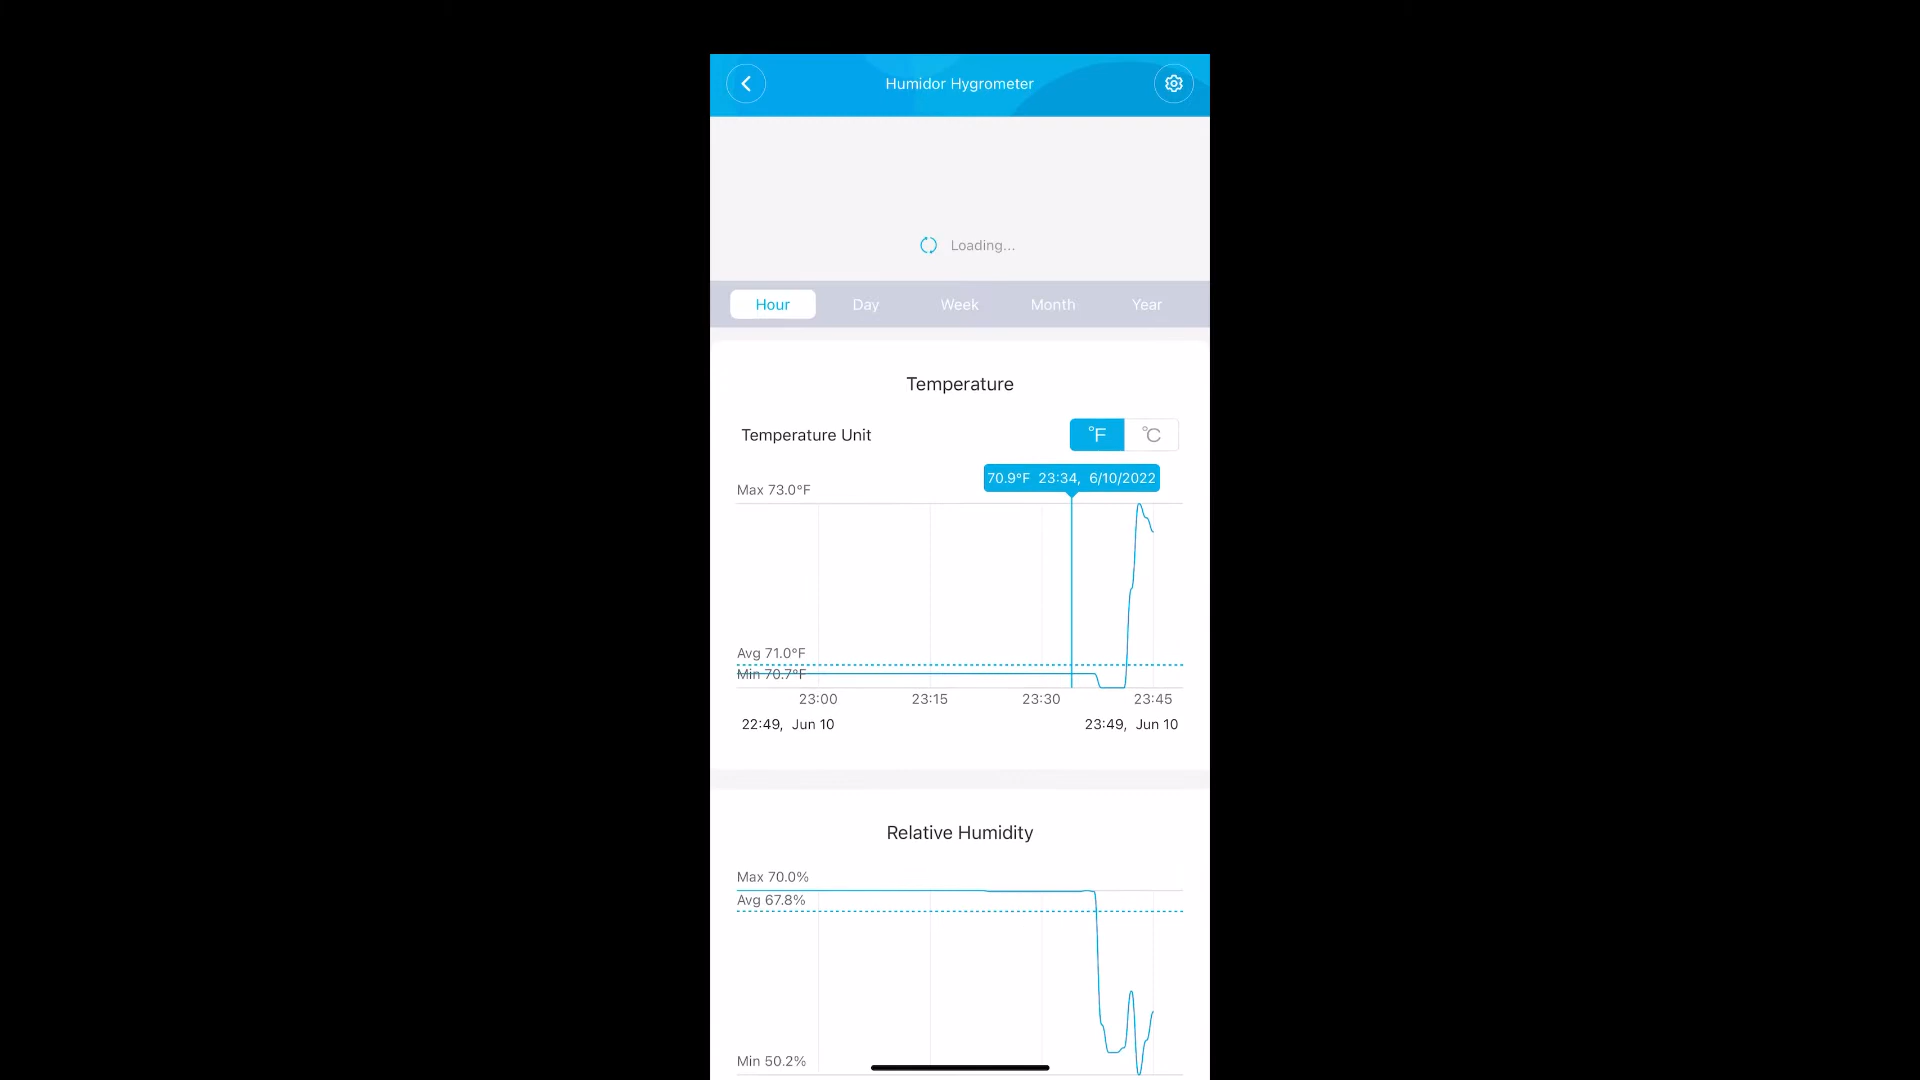 Humidor Hygrometer
Loading...
Hour Day Week Month Year
Temperature
Temperature Unit °F °C
70.9°F 23:34, 6/10/2022
Max 73.0°F
Avg 71.0°F
Min 70.7°F
23:00 23:15 23:30 23:45
22:49, Jun 10 23:49, Jun 10
Relative Humidity
Max 70.0%
Avg 67.8%
Min 50.2%